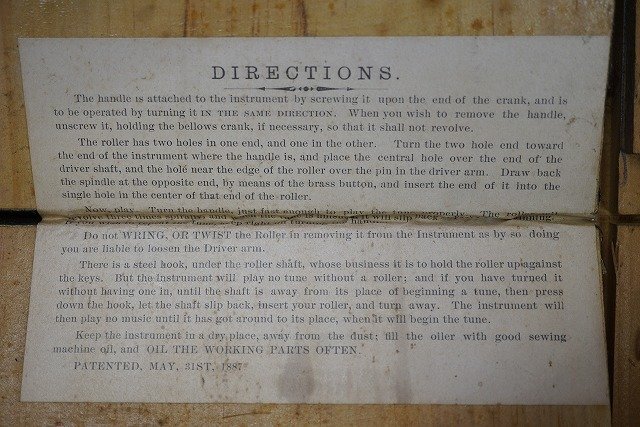 DIRECTIONS.
The handle is attached to the instrument by screwing it upon the end of the crank, and is
to be operated by turning it IN THE SAME DIRECTION. When you wish to remove the handle,
unscrew it, holding the bellows crank, if necessary, so that it shall not revolve.
The roller has two holes in one end, and one in the other. Turn the two hole end toward
the end of the instrument where the handle is, and place the central hole over the end of the
driver shaft, and the hole near the edge of the roller over the pin in the driver arm. Draw back
the spindle at the opposite end, by means of the brass button, and insert the end of it into the
single hole in the center of that end of the roller.
Now, play. Turn the handle, just fast enough to play the tune properly. The
Do not WRING, OR TWIST the Roller in removing it from the Instrument as by so doing
you are liable to loosen the Driver arm.
There is a steel hook, under the roller shaft, whose business it is to hold the roller up against
the keys. But the instrument will play no tune without a roller; and if you have turned it
without having one in, until the shaft is away from its place of beginning a tune, then press
down the hook, let the shaft slip back, insert your roller, and turn away. The instrument will
then play no music until it has got around to its place, when it will begin the tune.
Keep the instrument in a dry place, away from the dust; fill the oiler with good sewing
machine oil, and OIL THE WORKING PARTS OFTEN.
PATENTED, MAY, 31ST, 1887